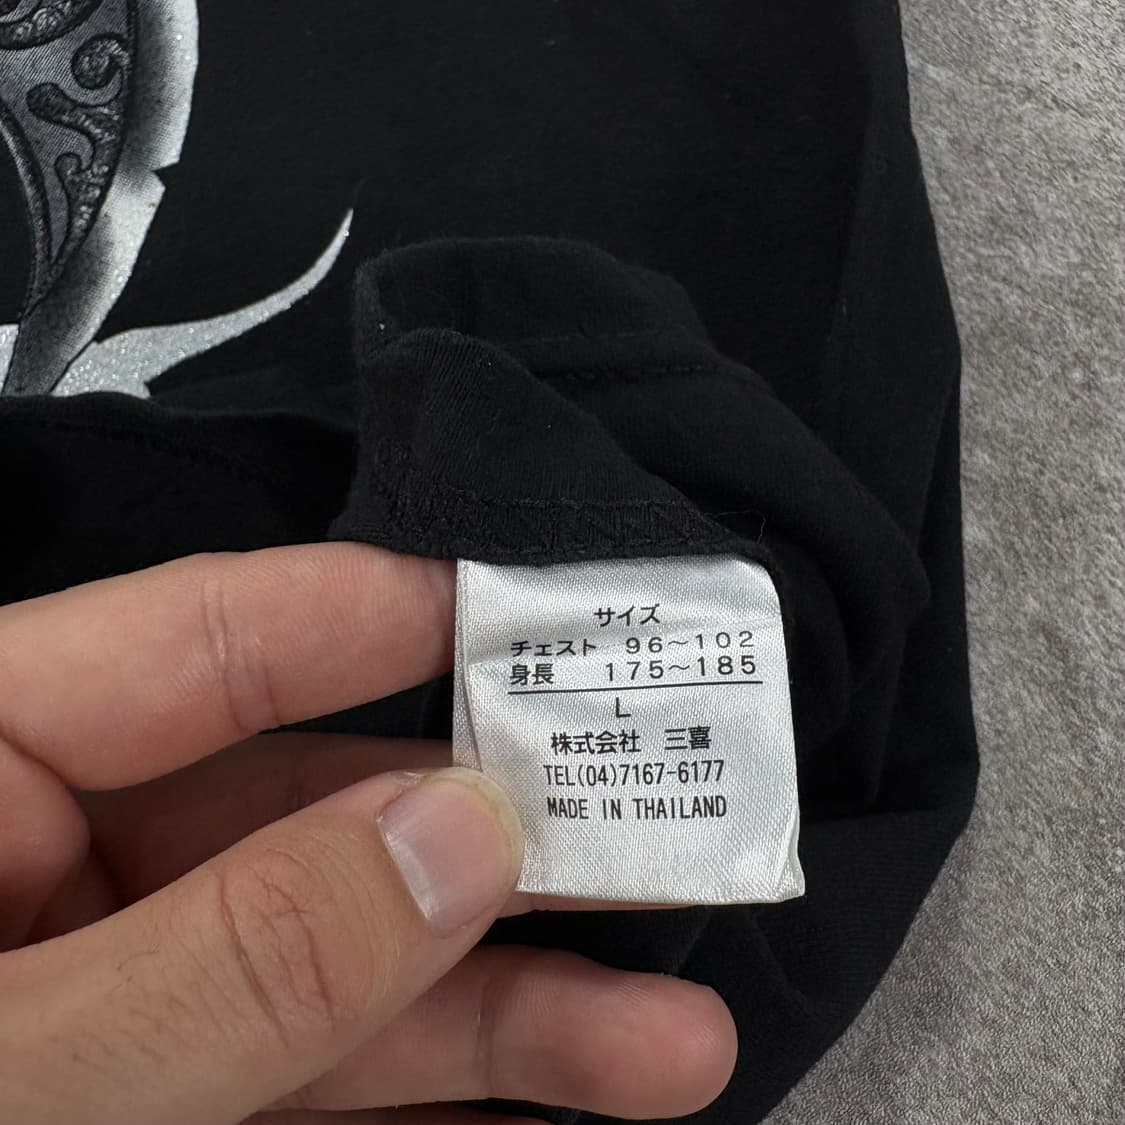 サイズ
チェスト 96〜102
身長 175〜185
L
株式会社 三喜
TEL(04)7167-6177
MADE IN THAILAND